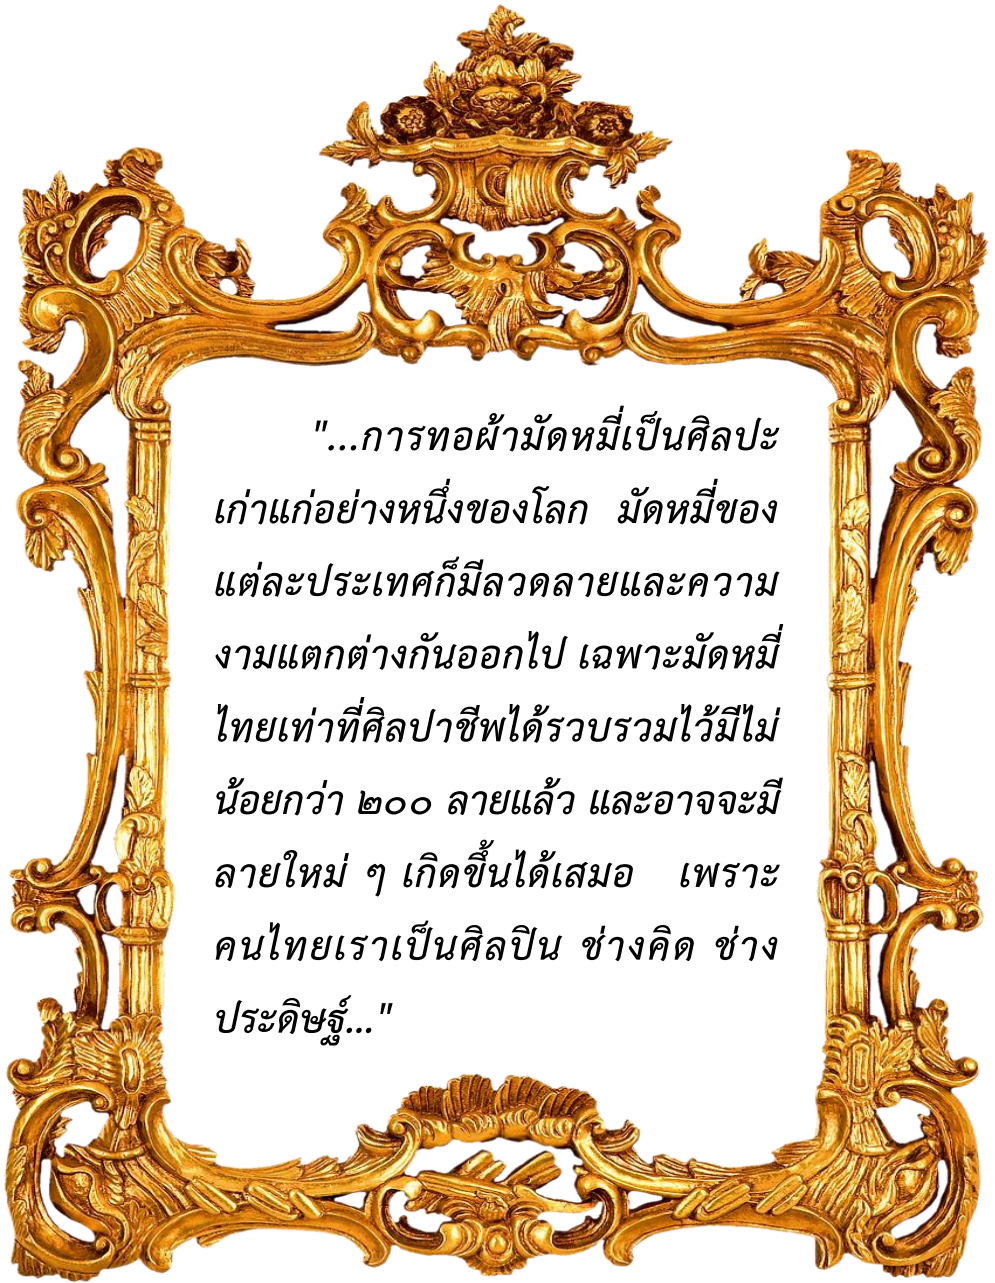 "...การทอผ้ามัดหมี่เป็นศิลปะ
เก่าแก่อย่างหนึ่งของโลก มัดหมี่ของ
แต่ละประเทศก็มีลวดลายและความ
งามแตกต่างกันออกไป เฉพาะมัดหมี่
ไทยเท่าที่ศิลปาชีพได้รวบรวมไว้มีไม่
น้อยกว่า ๒๐๐ ลายแล้ว และอาจจะมี
ลายใหม่ ๆ เกิดขึ้นได้เสมอ เพราะ
คนไทยเราเป็นศิลปิน ช่างคิด ช่าง
ประดิษฐ์..."